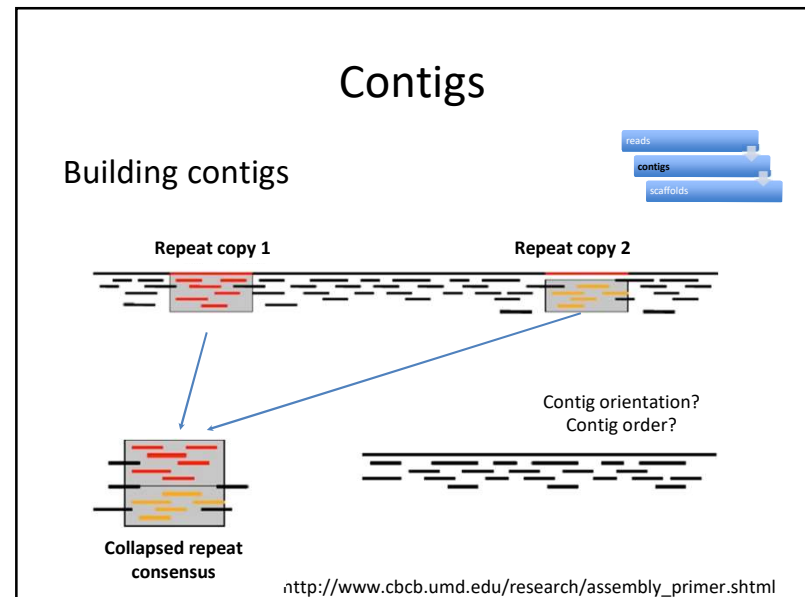 Contigs
Building contigs
reads
contigs
scaffolds
Repeat copy 1
Repeat copy 2
Contig orientation?
Contig order?
Collapsed repeat
consensus
http://www.cbcb.umd.edu/research/assembly_primer.shtml